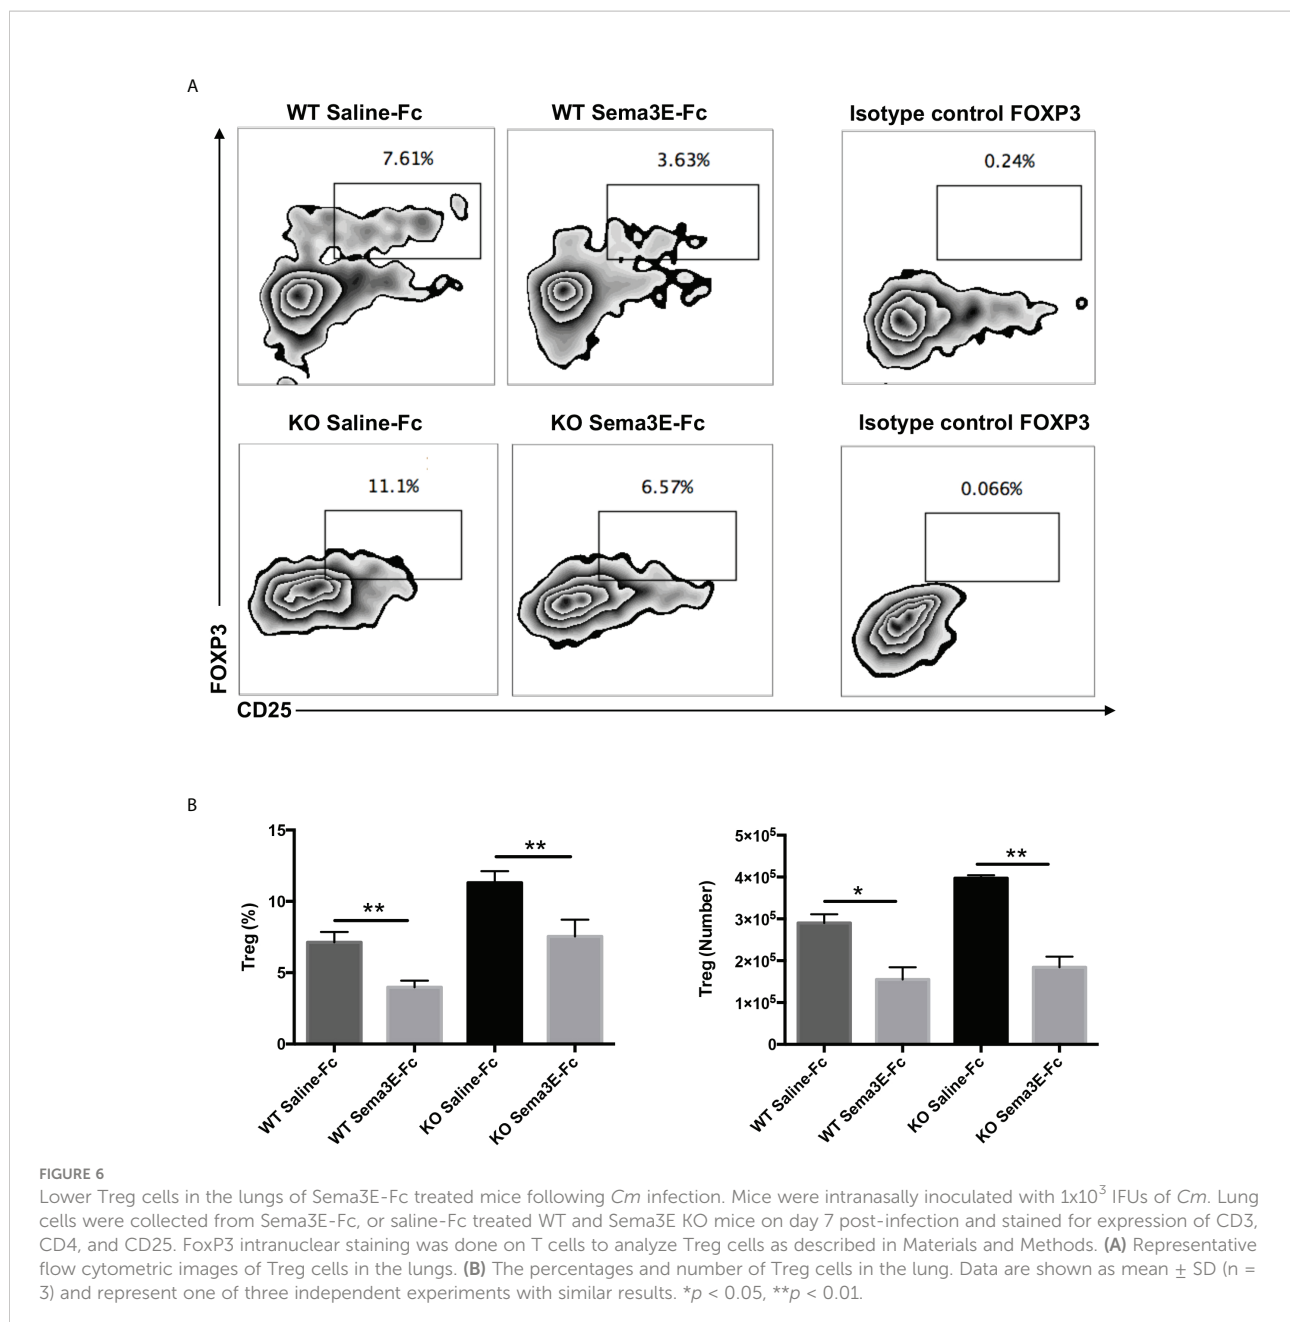 A
WT Saline-Fc
WT Sema3E-Fc
Isotype control FOXP3
7.61%
3.63%
0.24%
KO Saline-Fc
KO Sema3E-Fc
Isotype control FOXP3
11.1%
6.57%
0.066%
FOXP3
CD25
B
15
10
5
0
Treg (%)
**
**
WT Saline-Fc
WT Sema3E-Fc
KO Saline-Fc
KO Sema3E-Fc
5×10⁵
4×10⁵
3×10⁵
2×10⁵
1×10⁵
0
Treg (Number)
*
**
WT Saline-Fc
WT Sema3E-Fc
KO Saline-Fc
KO Sema3E-Fc
FIGURE 6
Lower Treg cells in the lungs of Sema3E-Fc treated mice following Cm infection. Mice were intranasally inoculated with 1x10³ IFUs of Cm. Lung
cells were collected from Sema3E-Fc, or saline-Fc treated WT and Sema3E KO mice on day 7 post-infection and stained for expression of CD3,
CD4, and CD25. FoxP3 intranuclear staining was done on T cells to analyze Treg cells as described in Materials and Methods. (A) Representative
flow cytometric images of Treg cells in the lungs. (B) The percentages and number of Treg cells in the lung. Data are shown as mean ± SD (n =
3) and represent one of three independent experiments with similar results. *p < 0.05, **p < 0.01.